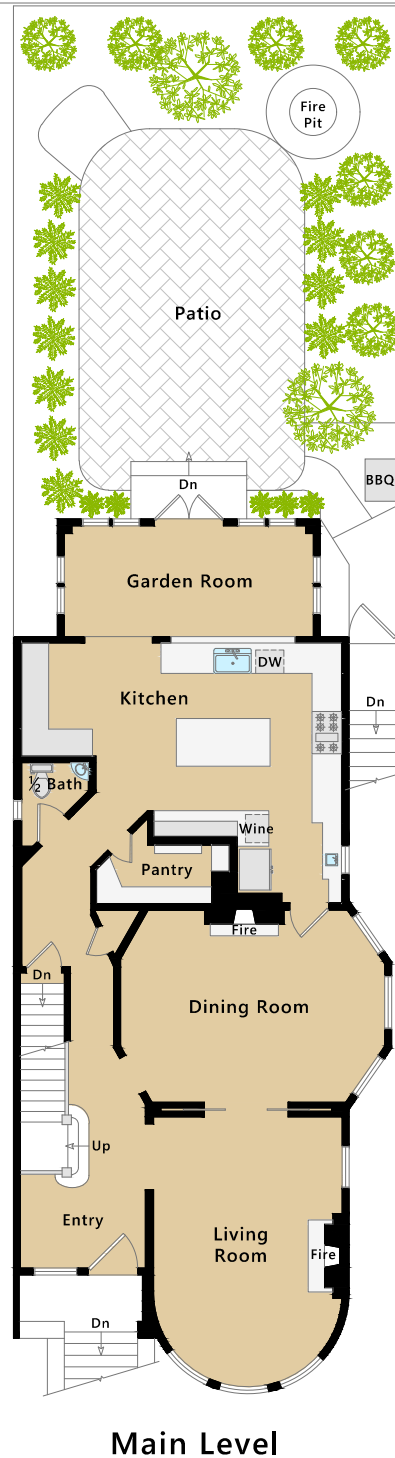 Fire
Pit
Patio
BBQ
Dn
Garden Room
DW
Kitchen
Dn
½ Bath
Wine
Pantry
Fire
Dn
Dining Room
Up
Entry
Living
Room
Fire
Dn
Main Level